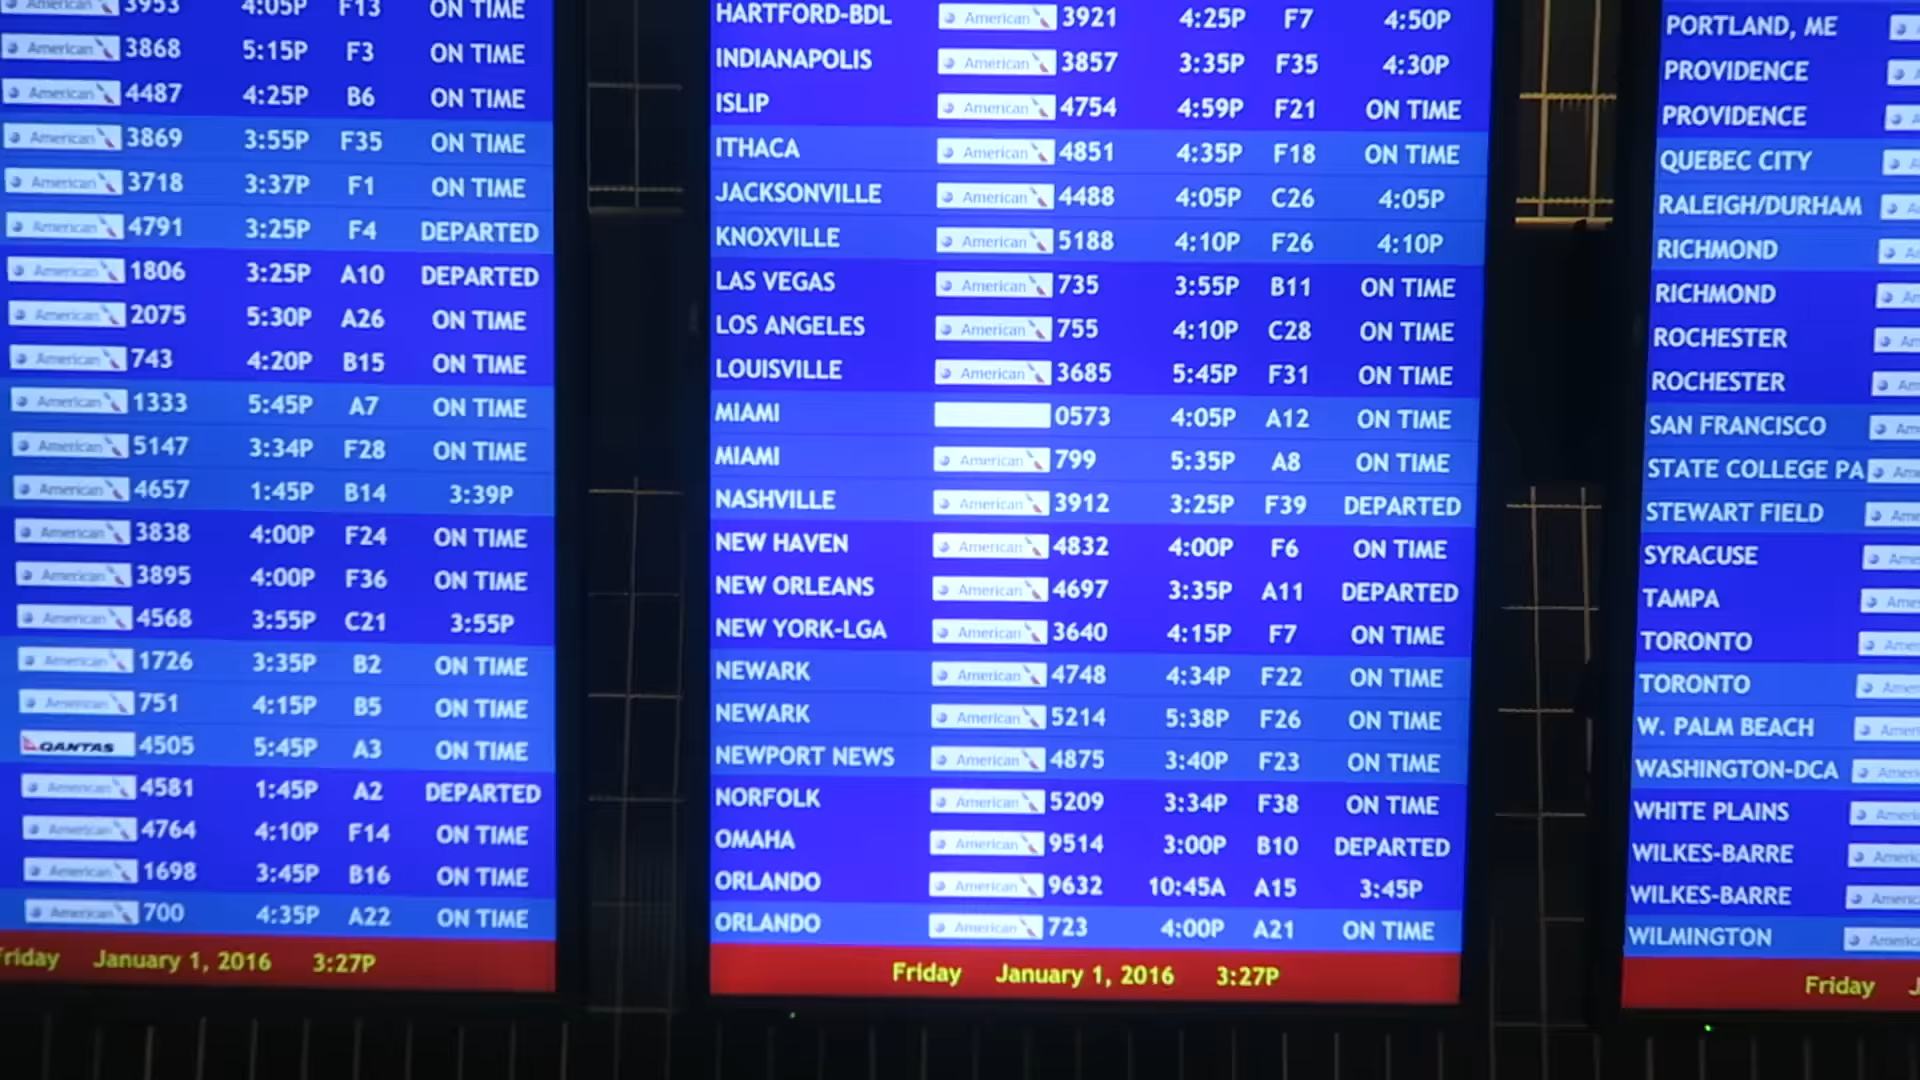 3953 4:05P F13 ON TIME
American 3868 5:15P F3 ON TIME
American 4487 4:25P B6 ON TIME
American 3869 3:55P F35 ON TIME
American 3718 3:37P F1 ON TIME
American 4791 3:25P F4 DEPARTED
American 1806 3:25P A10 DEPARTED
American 2075 5:30P A26 ON TIME
American 743 4:20P B15 ON TIME
American 1333 5:45P A7 ON TIME
American 5147 3:34P F28 ON TIME
American 4657 1:45P B14 3:39P
American 3838 4:00P F24 ON TIME
American 3895 4:00P F36 ON TIME
American 4568 3:55P C21 3:55P
American 1726 3:35P B2 ON TIME
American 751 4:15P B5 ON TIME
QANTAS 4505 5:45P A3 ON TIME
American 4581 1:45P A2 DEPARTED
American 4764 4:10P F14 ON TIME
American 1698 3:45P B16 ON TIME
American 700 4:35P A22 ON TIME
Friday January 1, 2016 3:27P
HARTFORD-BDL American 3921 4:25P F7 4:50P
INDIANAPOLIS American 3857 3:35P F35 4:30P
ISLIP American 4754 4:59P F21 ON TIME
ITHACA American 4851 4:35P F18 ON TIME
JACKSONVILLE American 4488 4:05P C26 4:05P
KNOXVILLE American 5188 4:10P F26 4:10P
LAS VEGAS American 735 3:55P B11 ON TIME
LOS ANGELES American 755 4:10P C28 ON TIME
LOUISVILLE American 3685 5:45P F31 ON TIME
MIAMI 0573 4:05P A12 ON TIME
MIAMI American 799 5:35P A8 ON TIME
NASHVILLE American 3912 3:25P F39 DEPARTED
NEW HAVEN American 4832 4:00P F6 ON TIME
NEW ORLEANS American 4697 3:35P A11 DEPARTED
NEW YORK-LGA American 3640 4:15P F7 ON TIME
NEWARK American 4748 4:34P F22 ON TIME
NEWARK American 5214 5:38P F26 ON TIME
NEWPORT NEWS American 4875 3:40P F23 ON TIME
NORFOLK American 5209 3:34P F38 ON TIME
OMAHA American 9514 3:00P B10 DEPARTED
ORLANDO American 9632 10:45A A15 3:45P
ORLANDO American 723 4:00P A21 ON TIME
Friday January 1, 2016 3:27P
PORTLAND, ME
PROVIDENCE
PROVIDENCE
QUEBEC CITY
RALEIGH/DURHAM
RICHMOND
RICHMOND
ROCHESTER
ROCHESTER
SAN FRANCISCO
STATE COLLEGE PA
STEWART FIELD
SYRACUSE
TAMPA
TORONTO
TORONTO
W. PALM BEACH
WASHINGTON-DCA
WHITE PLAINS
WILKES-BARRE
WILKES-BARRE
WILMINGTON
Friday